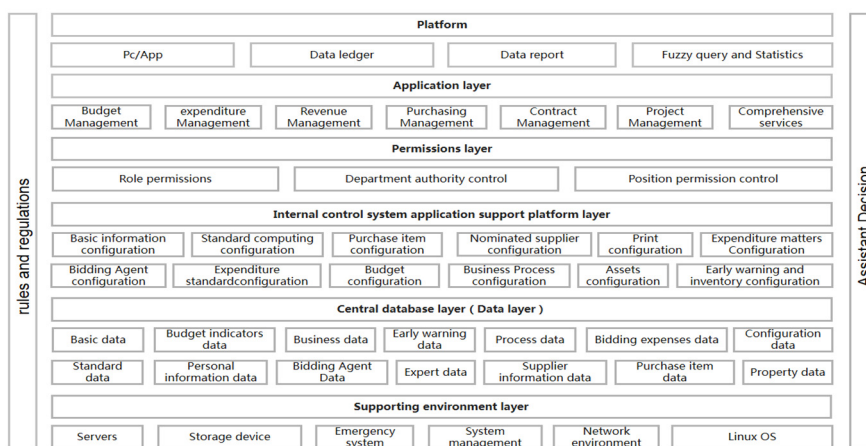 Platform
Pc/App Data ledger Data report Fuzzy query and Statistics
Application layer
Budget Management expenditure Management Revenue Management Purchasing Management Contract Management Project Management Comprehensive services
Permissions layer
Role permissions Department authority control Position permission control
Internal control system application support platform layer
Basic information configuration Standard computing configuration Purchase item configuration Nominated supplier configuration Print configuration Expenditure matters Configuration
Bidding Agent configuration Expenditure standardconfiguration Budget configuration Business Process configuration Assets configuration Early warning and inventory configuration
Central database layer ( Data layer )
Basic data Budget indicators data Business data Early warning data Process data Bidding expenses data Configuration data
Standard data Personal information data Bidding Agent Data Expert data Supplier information data Purchase item data Property data
Supporting environment layer
Servers Storage device Emergency system System management Network environment Linux OS
rules and regulations
Assistant Decision